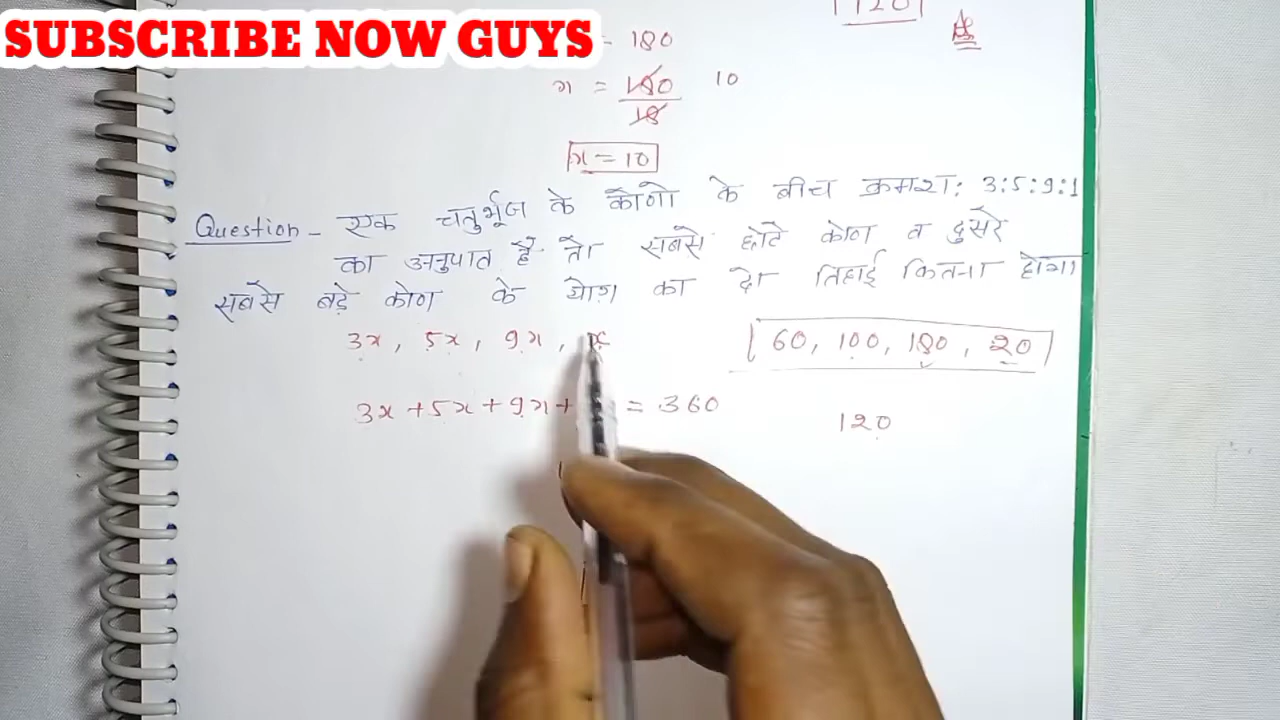 SUBSCRIBE NOW GUYS
120
= 180
x = 180 10
18
x = 10
Question - एक चतुर्भूज के कोणो के बीच क्रमश: 3:5:9:1
का अनुपात है तो सबसे छोटे कोण व दुसरे
सबसे बड़े कोण के योग का दो तिहाई कितना होगा
3x, 5x, 9x, x 60, 100, 180, 20
3x + 5x + 9x + = 360
120